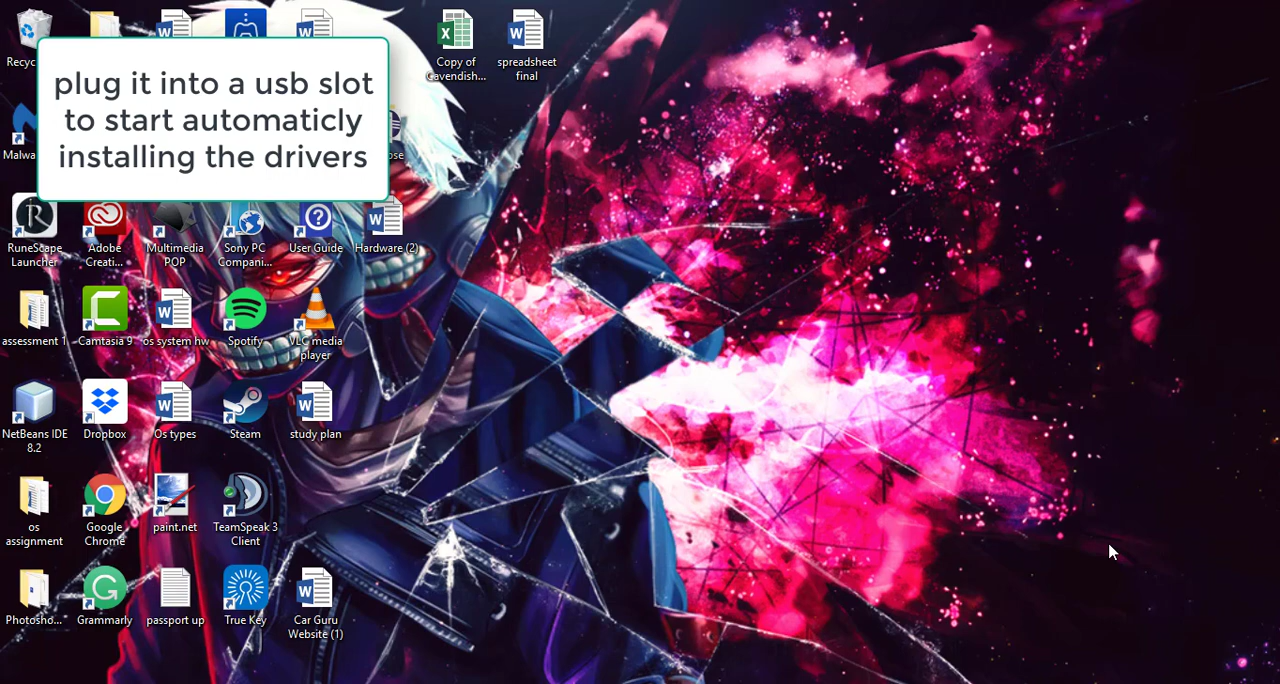 Copy of
Cavendish...
spreadsheet
final
Recyc
plug it into a usb slot
to start automaticly
installing the drivers
Malwa
RuneScape
Launcher
Adobe
Creati...
Multimedia
POP
Sony PC
Compani...
User Guide
Hardware (2)
assessment 1
Camtasia 9
os system hw
Spotify
VLC media
player
NetBeans IDE
8.2
Dropbox
Os types
Steam
study plan
os
assignment
Google
Chrome
paint.net
TeamSpeak 3
Client
Photosho...
Grammarly
passport up
True Key
Car Guru
Website (1)